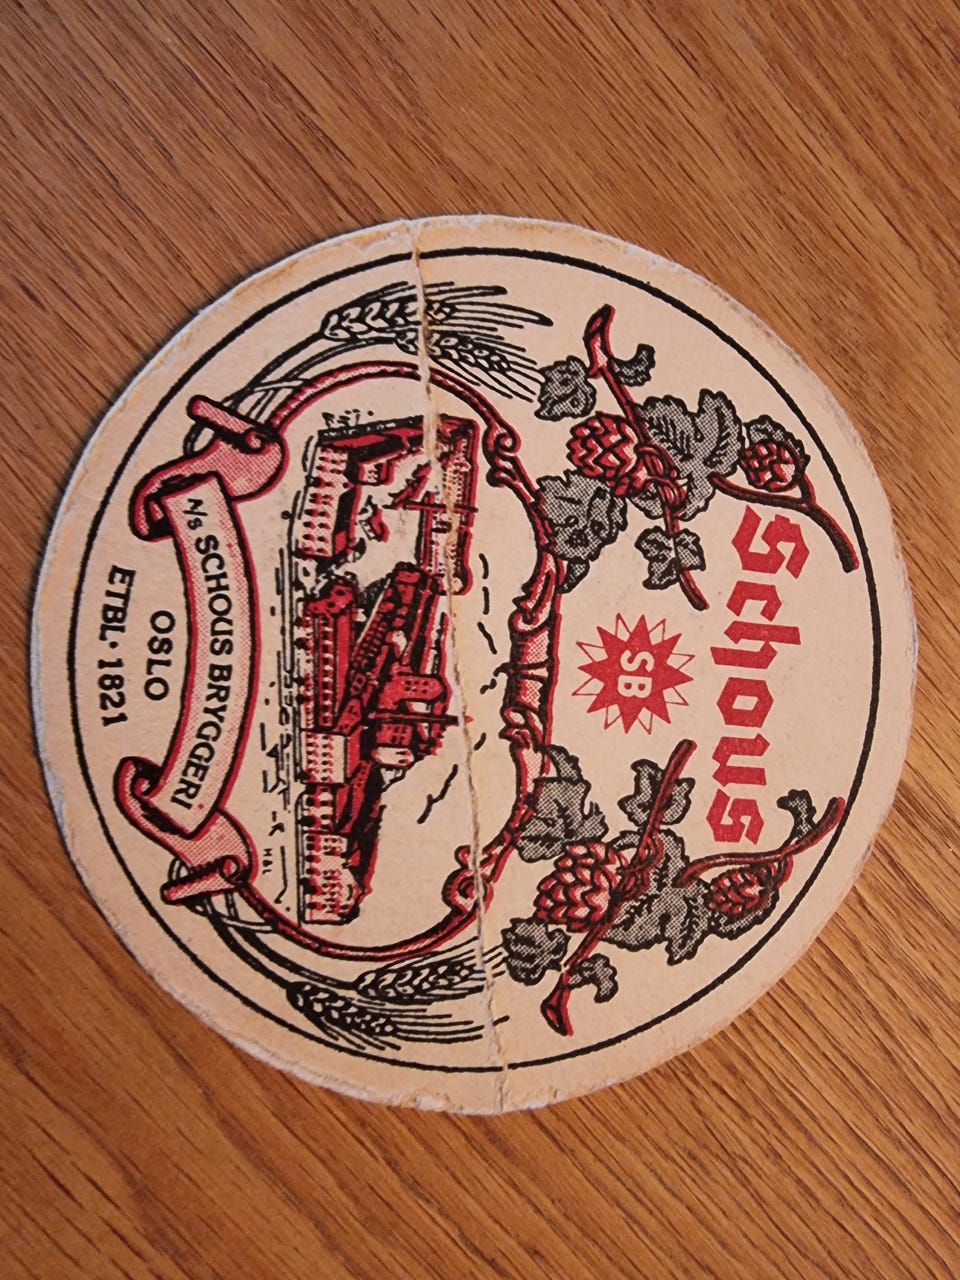 Schous
SB
H&L
A/S SCHOUS BRYGGERI
OSLO
ETBL. 1821